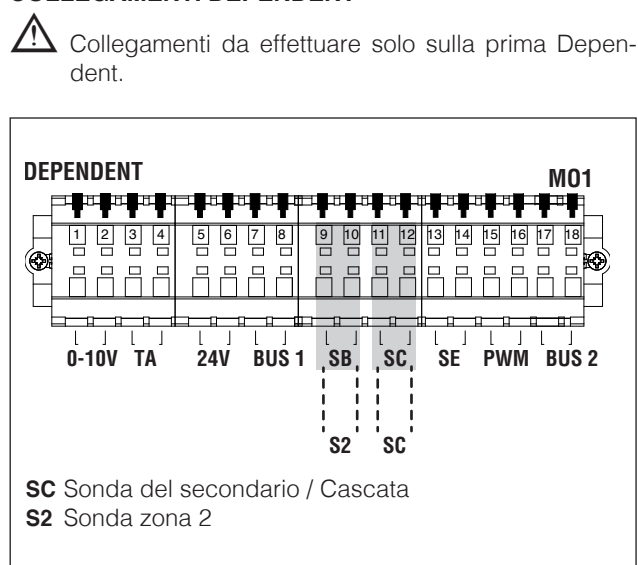 COLLEGAMENTI DEPENDENT
Collegamenti da effettuare solo sulla prima Depen-
dent.
DEPENDENT
M01
1 2 3 4 5 6 7 8 9 10 11 12 13 14 15 16 17 18
0-10V TA 24V BUS 1 SB SC SE PWM BUS 2
S2 SC
SC Sonda del secondario / Cascata
S2 Sonda zona 2